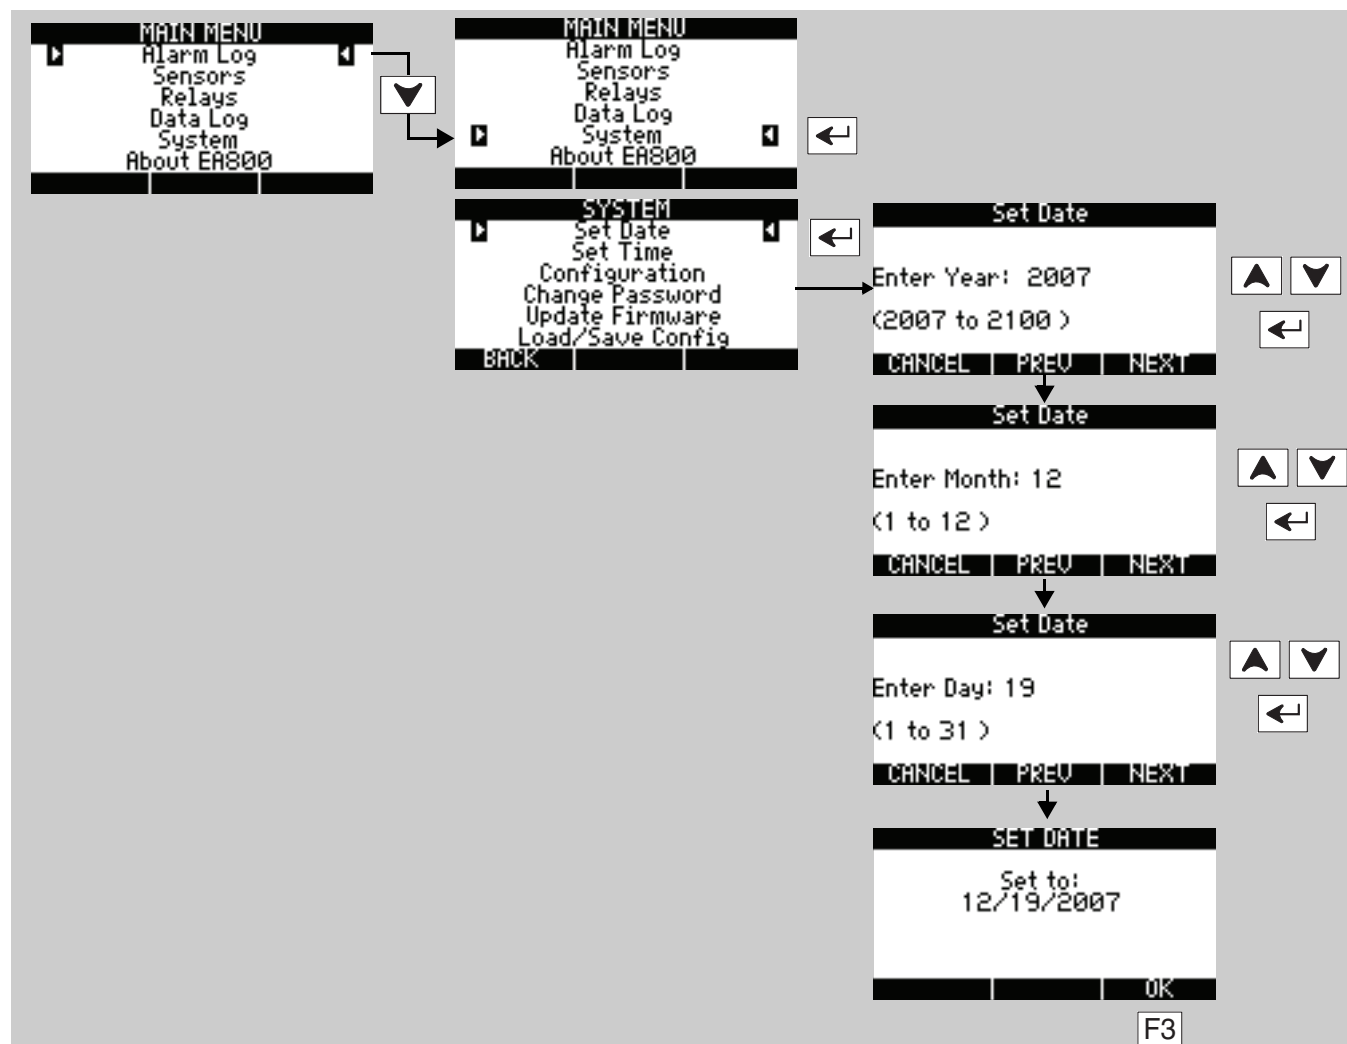 MAIN MENU
Alarm Log
Sensors
Relays
Data Log
System
About EA800
MAIN MENU
Alarm Log
Sensors
Relays
Data Log
System
About EA800
SYSTEM
Set Date
Set Time
Configuration
Change Password
Update Firmware
Load/Save Config
BACK
Set Date
Enter Year: 2007
(2007 to 2100 )
CANCEL | PREV | NEXT
Set Date
Enter Month: 12
(1 to 12 )
CANCEL | PREV | NEXT
Set Date
Enter Day: 19
(1 to 31 )
CANCEL | PREV | NEXT
SET DATE
Set to:
12/19/2007
OK
F3